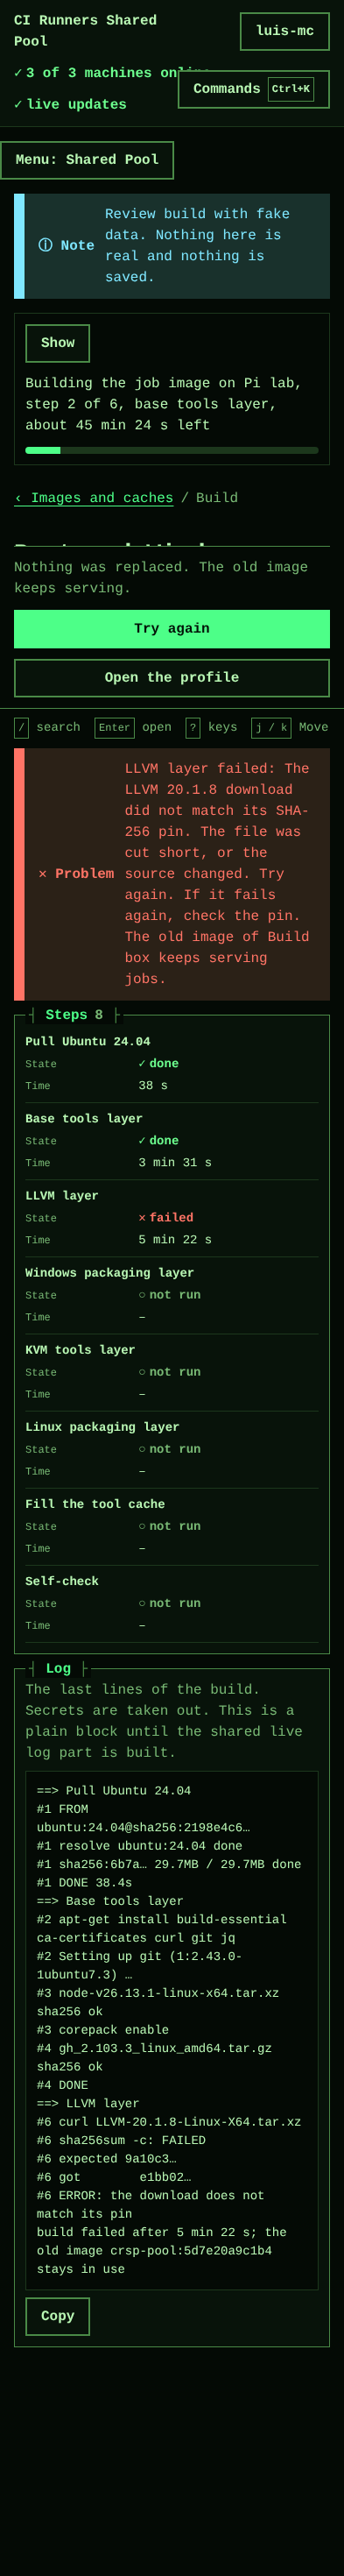 CI Runners Shared
Pool
luis-mc
✓ 3 of 3 machines online
✓ live updates
Commands Ctrl+K
Menu: Shared Pool
ⓘ Note
Review build with fake
data. Nothing here is
real and nothing is
saved.
Show
Building the job image on Pi lab,
step 2 of 6, base tools layer,
about 45 min 24 s left
‹ Images and caches / Build
Nothing was replaced. The old image
keeps serving.
Try again
Open the profile
/ search Enter open ? keys j / k Move
× Problem
LLVM layer failed: The
LLVM 20.1.8 download
did not match its SHA-
256 pin. The file was
cut short, or the
source changed. Try
again. If it fails
again, check the pin.
The old image of Build
box keeps serving
jobs.
Steps 8
Pull Ubuntu 24.04
State ✓ done
Time 38 s
Base tools layer
State ✓ done
Time 3 min 31 s
LLVM layer
State × failed
Time 5 min 22 s
Windows packaging layer
State ○ not run
Time –
KVM tools layer
State ○ not run
Time –
Linux packaging layer
State ○ not run
Time –
Fill the tool cache
State ○ not run
Time –
Self-check
State ○ not run
Time –
Log
The last lines of the build.
Secrets are taken out. This is a
plain block until the shared live
log part is built.
==> Pull Ubuntu 24.04
#1 FROM
ubuntu:24.04@sha256:2198e4c6…
#1 resolve ubuntu:24.04 done
#1 sha256:6b7a… 29.7MB / 29.7MB done
#1 DONE 38.4s
==> Base tools layer
#2 apt-get install build-essential
ca-certificates curl git jq
#2 Setting up git (1:2.43.0-
1ubuntu7.3) …
#3 node-v26.13.1-linux-x64.tar.xz
sha256 ok
#3 corepack enable
#4 gh_2.103.3_linux_amd64.tar.gz
sha256 ok
#4 DONE
==> LLVM layer
#6 curl LLVM-20.1.8-Linux-X64.tar.xz
#6 sha256sum -c: FAILED
#6 expected 9a10c3…
#6 got e1bb02…
#6 ERROR: the download does not
match its pin
build failed after 5 min 22 s; the
old image crsp-pool:5d7e20a9c1b4
stays in use
Copy